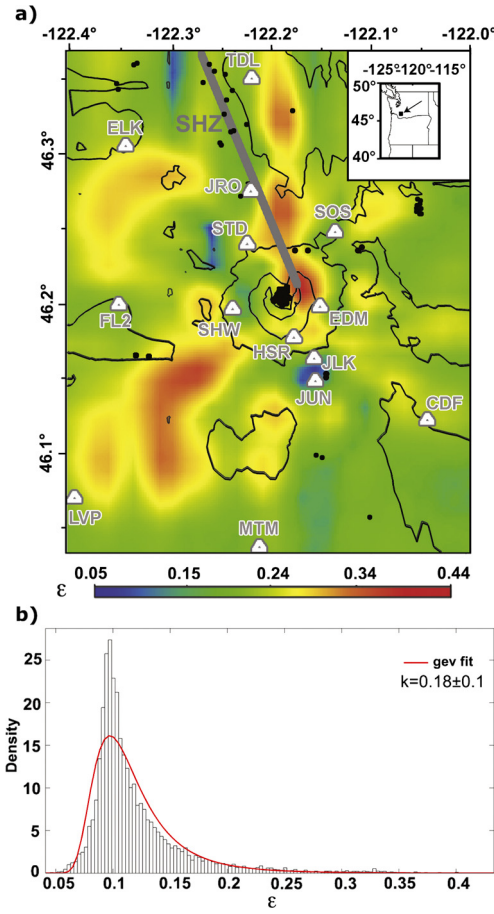 a)
-122.4°
-122.3°
-122.2°
-122.1°
-122.0°
-125°-120°-115°
50°
45°
40°
TDL
SHZ
ELK
46.3°
JRO
SOS
STD
46.2°
FL2
SHW
EDM
HSR
JLK
JUN
CDF
46.1°
LVP
MTM
ε
0.05
0.15
0.24
0.34
0.44
b)
gev fit
k=0.18±0.1
Density
25
20
15
10
5
0
0.05
0.1
0.15
0.2
0.25
0.3
0.35
0.4
ε